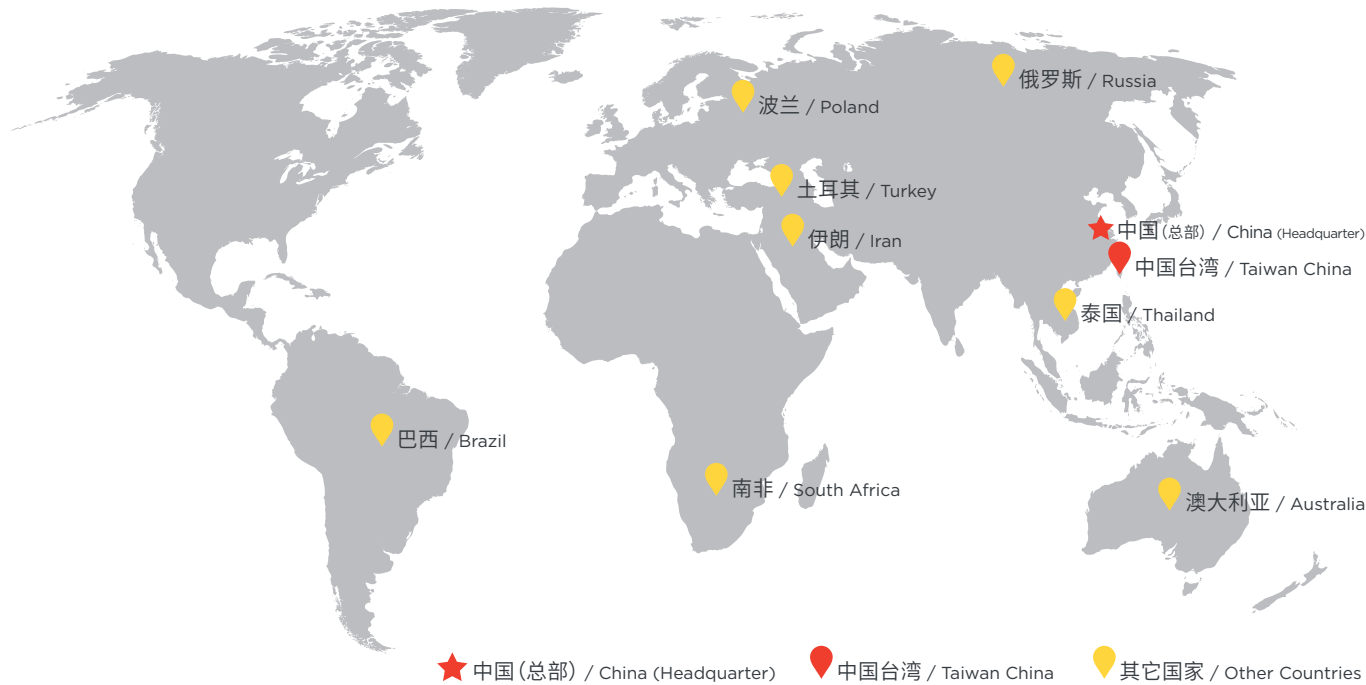 俄罗斯 / Russia
波兰 / Poland
土耳其 / Turkey
中国(总部) / China (Headquarter)
伊朗 / Iran
中国台湾 / Taiwan China
泰国 / Thailand
巴西 / Brazil
南非 / South Africa
澳大利亚 / Australia
中国(总部) / China (Headquarter)
中国台湾 / Taiwan China
其它国家 / Other Countries